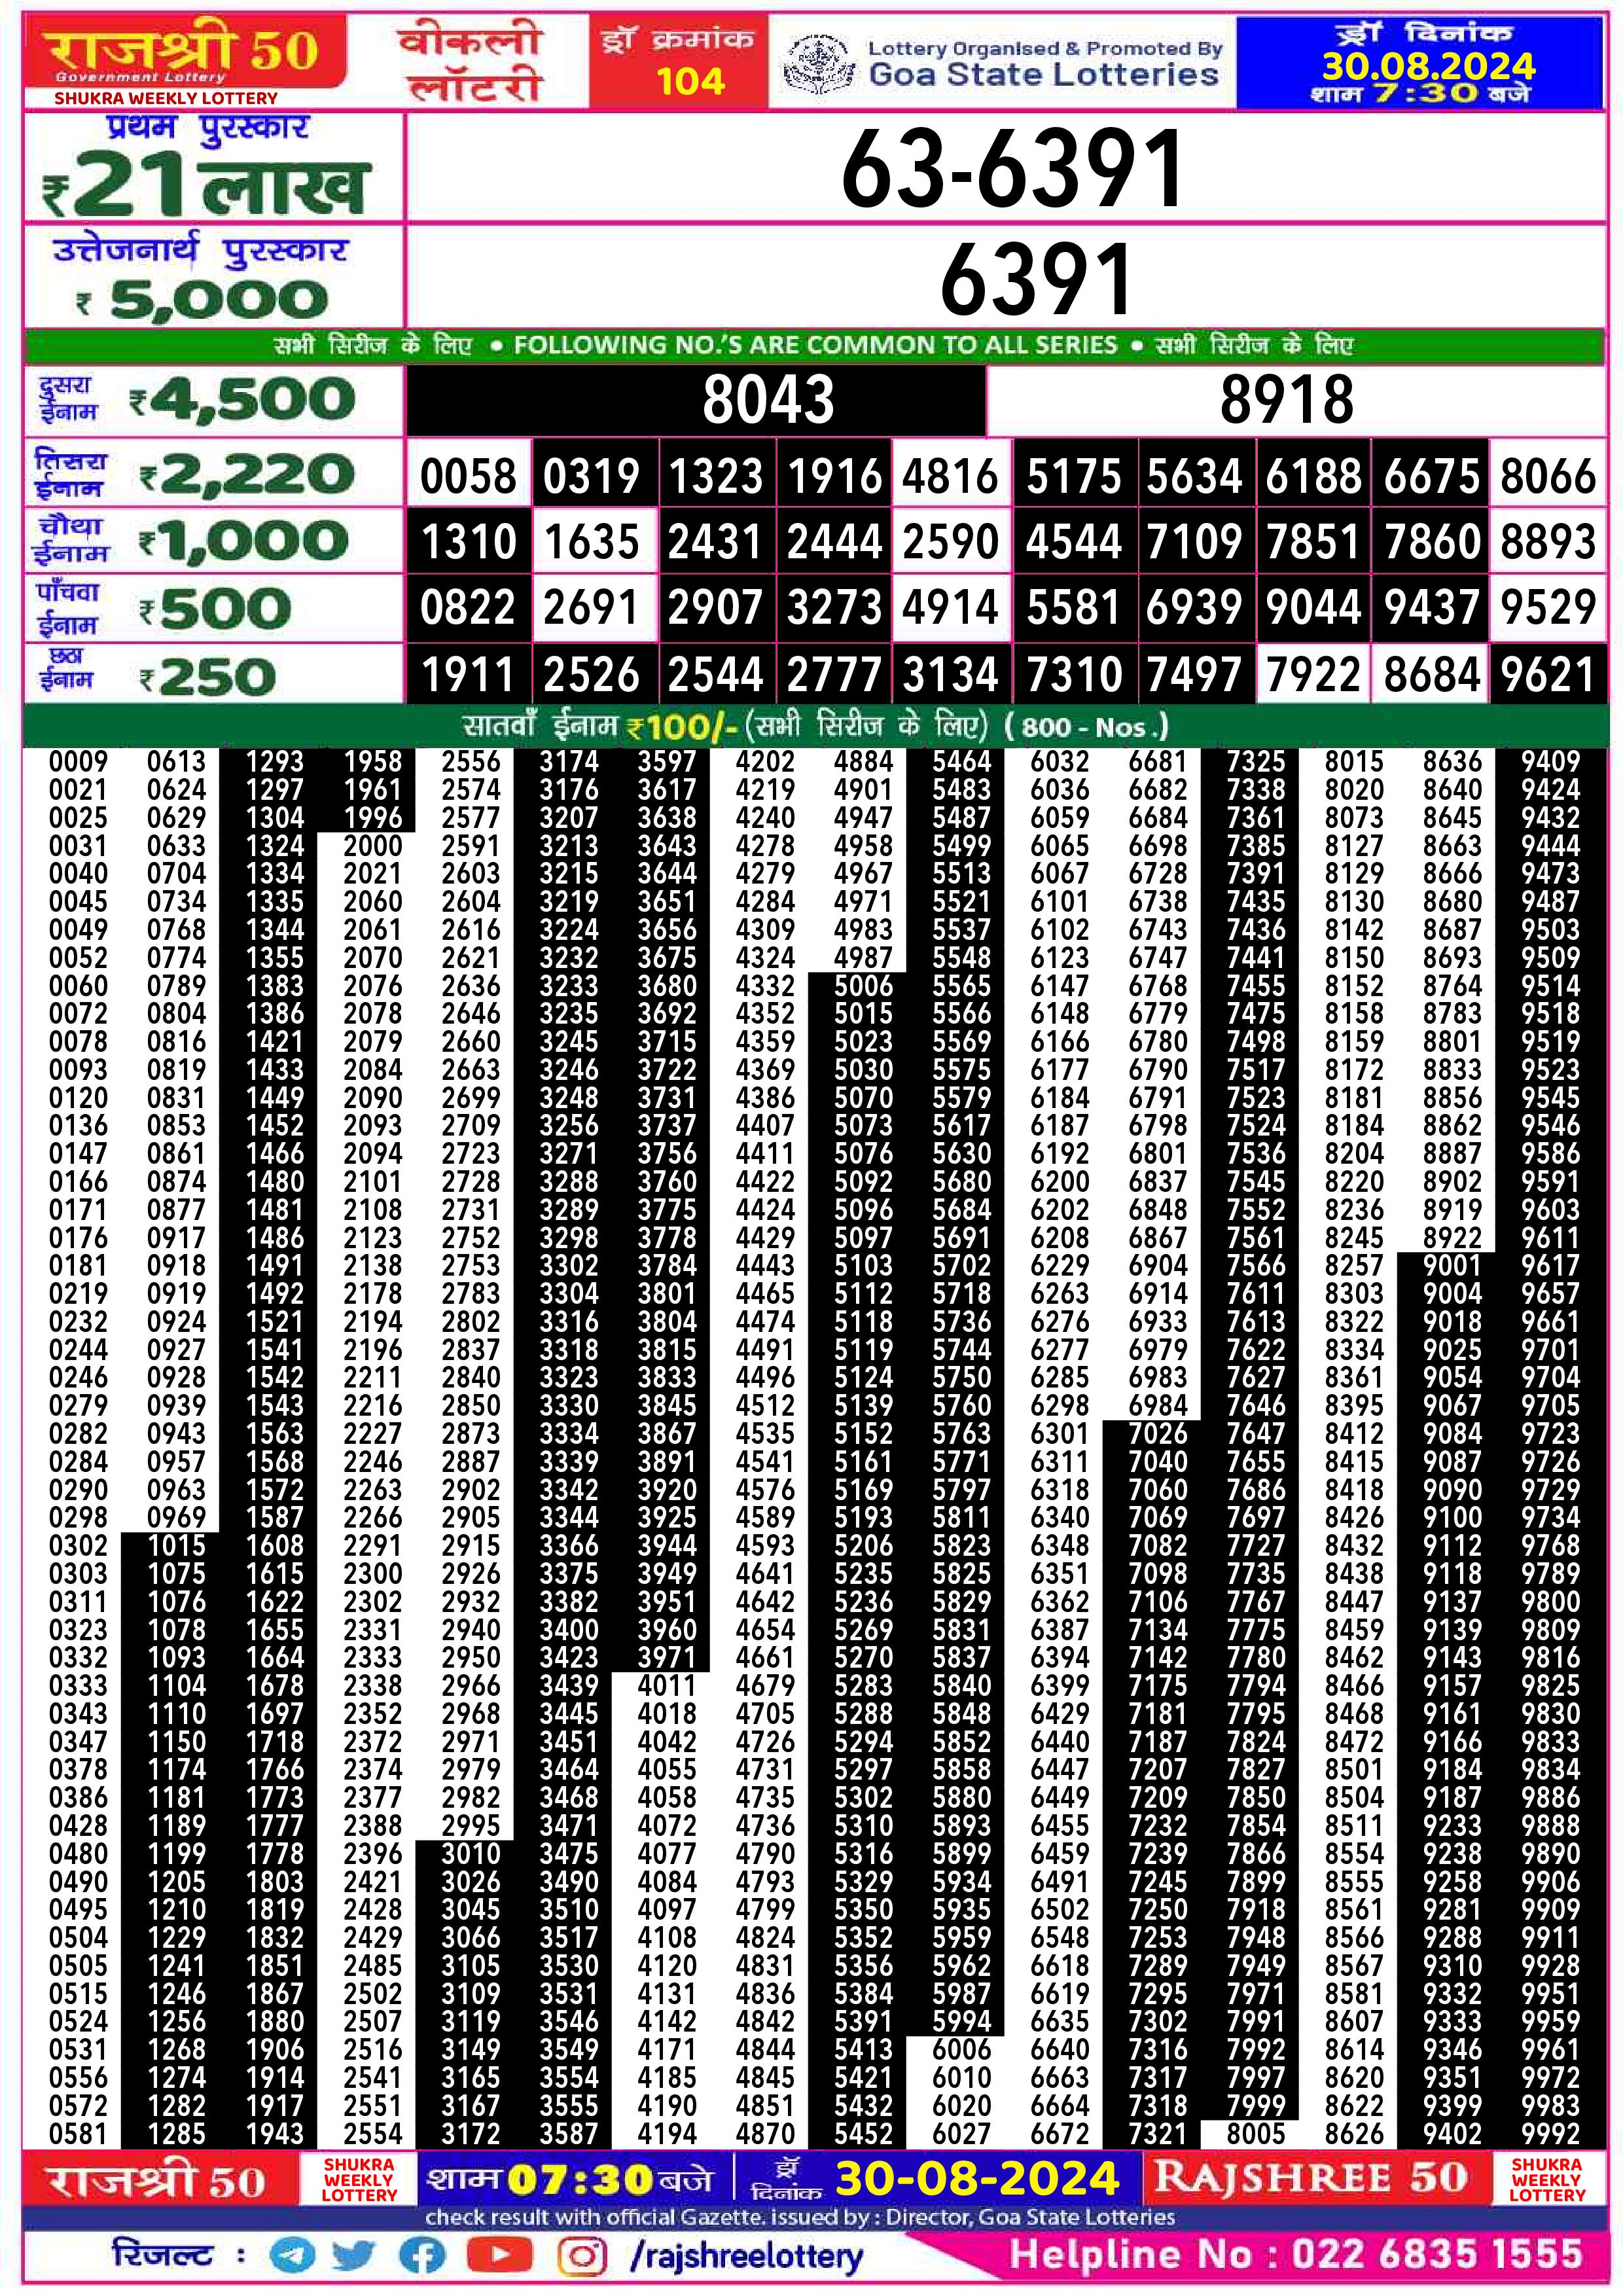 राजश्री 50
Government Lottery
SHUKRA WEEKLY LOTTERY
वीकली
लॉटरी
ड्रॉ क्रमांक
104
Lottery Organised & Promoted By
Goa State Lotteries
ड्रॉ दिनांक
30.08.2024
शाम 7:30 बजे
प्रथम पुरस्कार
₹21 लाख
63-6391
उत्तेजनार्थ पुरस्कार
₹ 5,000
6391
सभी सिरीज के लिए • FOLLOWING NO.'S ARE COMMON TO ALL SERIES • सभी सिरीज के लिए
दुसरा ईनाम ₹4,500 8043 8918
तिसरा ईनाम ₹2,220 0058 0319 1323 1916 4816 5175 5634 6188 6675 8066
चौथा ईनाम ₹1,000 1310 1635 2431 2444 2590 4544 7109 7851 7860 8893
पाँचवा ईनाम ₹500 0822 2691 2907 3273 4914 5581 6939 9044 9437 9529
छठा ईनाम ₹250 1911 2526 2544 2777 3134 7310 7497 7922 8684 9621
सातवाँ ईनाम ₹100/- (सभी सिरीज के लिए) ( 800 - Nos.)
0009 0613 1293 1958 2556 3174 3597 4202 4884 5464 6032 6681 7325 8015 8636 9409
0021 0624 1297 1961 2574 3176 3617 4219 4901 5483 6036 6682 7338 8020 8640 9424
0025 0629 1304 1996 2577 3207 3638 4240 4947 5487 6059 6684 7361 8073 8645 9432
0031 0633 1324 2000 2591 3213 3643 4278 4958 5499 6065 6698 7385 8127 8663 9444
0040 0704 1334 2021 2603 3215 3644 4279 4967 5513 6067 6728 7391 8129 8666 9473
0045 0734 1335 2060 2604 3219 3651 4284 4971 5521 6101 6738 7435 8130 8680 9487
0049 0768 1344 2061 2616 3224 3656 4309 4983 5537 6102 6743 7436 8142 8687 9503
0052 0774 1355 2070 2621 3232 3675 4324 4987 5548 6123 6747 7441 8150 8693 9509
0060 0789 1383 2076 2636 3233 3680 4332 5006 5565 6147 6768 7455 8152 8764 9514
0072 0804 1386 2078 2646 3235 3692 4352 5015 5566 6148 6779 7475 8158 8783 9518
0078 0816 1421 2079 2660 3245 3715 4359 5023 5569 6166 6780 7498 8159 8801 9519
0093 0819 1433 2084 2663 3246 3722 4369 5030 5575 6177 6790 7517 8172 8833 9523
0120 0831 1449 2090 2699 3248 3731 4386 5070 5579 6184 6791 7523 8181 8856 9545
0136 0853 1452 2093 2709 3256 3737 4407 5073 5617 6187 6798 7524 8184 8862 9546
0147 0861 1466 2094 2723 3271 3756 4411 5076 5630 6192 6801 7536 8204 8887 9586
0166 0874 1480 2101 2728 3288 3760 4422 5092 5680 6200 6837 7545 8220 8902 9591
0171 0877 1481 2108 2731 3289 3775 4424 5096 5684 6202 6848 7552 8236 8919 9603
0176 0917 1486 2123 2752 3298 3778 4429 5097 5691 6208 6867 7561 8245 8922 9611
0181 0918 1491 2138 2753 3302 3784 4443 5103 5702 6229 6904 7566 8257 9001 9617
0219 0919 1492 2178 2783 3304 3801 4465 5112 5718 6263 6914 7611 8303 9004 9657
0232 0924 1521 2194 2802 3316 3804 4474 5118 5736 6276 6933 7613 8322 9018 9661
0244 0927 1541 2196 2837 3318 3815 4491 5119 5744 6277 6979 7622 8334 9025 9701
0246 0928 1542 2211 2840 3323 3833 4496 5124 5750 6285 6983 7627 8361 9054 9704
0279 0939 1543 2216 2850 3330 3845 4512 5139 5760 6298 6984 7646 8395 9067 9705
0282 0943 1563 2227 2873 3334 3867 4535 5152 5763 6301 7026 7647 8412 9084 9723
0284 0957 1568 2246 2887 3339 3891 4541 5161 5771 6311 7040 7655 8415 9087 9726
0290 0963 1572 2263 2902 3342 3920 4576 5169 5797 6318 7060 7686 8418 9090 9729
0298 0969 1587 2266 2905 3344 3925 4589 5193 5811 6340 7069 7697 8426 9100 9734
0302 1015 1608 2291 2915 3366 3944 4593 5206 5823 6348 7082 7727 8432 9112 9768
0303 1075 1615 2300 2926 3375 3949 4641 5235 5825 6351 7098 7735 8438 9118 9789
0311 1076 1622 2302 2932 3382 3951 4642 5236 5829 6362 7106 7767 8447 9137 9800
0323 1078 1655 2331 2940 3400 3960 4654 5269 5831 6387 7134 7775 8459 9139 9809
0332 1093 1664 2333 2950 3423 3971 4661 5270 5837 6394 7142 7780 8462 9143 9816
0333 1104 1678 2338 2966 3439 4011 4679 5283 5840 6399 7175 7794 8466 9157 9825
0343 1110 1697 2352 2968 3445 4018 4705 5288 5848 6429 7181 7795 8468 9161 9830
0347 1150 1718 2372 2971 3451 4042 4726 5294 5852 6440 7187 7824 8472 9166 9833
0378 1174 1766 2374 2979 3464 4055 4731 5297 5858 6447 7207 7827 8501 9184 9834
0386 1181 1773 2377 2982 3468 4058 4735 5302 5880 6449 7209 7850 8504 9187 9886
0428 1189 1777 2388 2995 3471 4072 4736 5310 5893 6455 7232 7854 8511 9233 9888
0480 1199 1778 2396 3010 3475 4077 4790 5316 5899 6459 7239 7866 8554 9238 9890
0490 1205 1803 2421 3026 3490 4084 4793 5329 5934 6491 7245 7899 8555 9258 9906
0495 1210 1819 2428 3045 3510 4097 4799 5350 5935 6502 7250 7918 8561 9281 9909
0504 1229 1832 2429 3066 3517 4108 4824 5352 5959 6548 7253 7948 8566 9288 9911
0505 1241 1851 2485 3105 3530 4120 4831 5356 5962 6618 7289 7949 8567 9310 9928
0515 1246 1867 2502 3109 3531 4131 4836 5384 5987 6619 7295 7971 8581 9332 9951
0524 1256 1880 2507 3119 3546 4142 4842 5391 5994 6635 7302 7991 8607 9333 9959
0531 1268 1906 2516 3149 3549 4171 4844 5413 6006 6640 7316 7992 8614 9346 9961
0556 1274 1914 2541 3165 3554 4185 4845 5421 6010 6663 7317 7997 8620 9351 9972
0572 1282 1917 2551 3167 3555 4190 4851 5432 6020 6664 7318 7999 8622 9399 9983
0581 1285 1943 2554 3172 3587 4194 4870 5452 6027 6672 7321 8005 8626 9402 9992
राजश्री 50
SHUKRA
WEEKLY
LOTTERY
शाम 07:30 बजे
ड्रॉ दिनांक 30-08-2024
RAJSHREE 50
SHUKRA
WEEKLY
LOTTERY
check result with official Gazette. issued by : Director, Goa State Lotteries
रिजल्ट : /rajshreelottery
Helpline No : 022 6835 1555